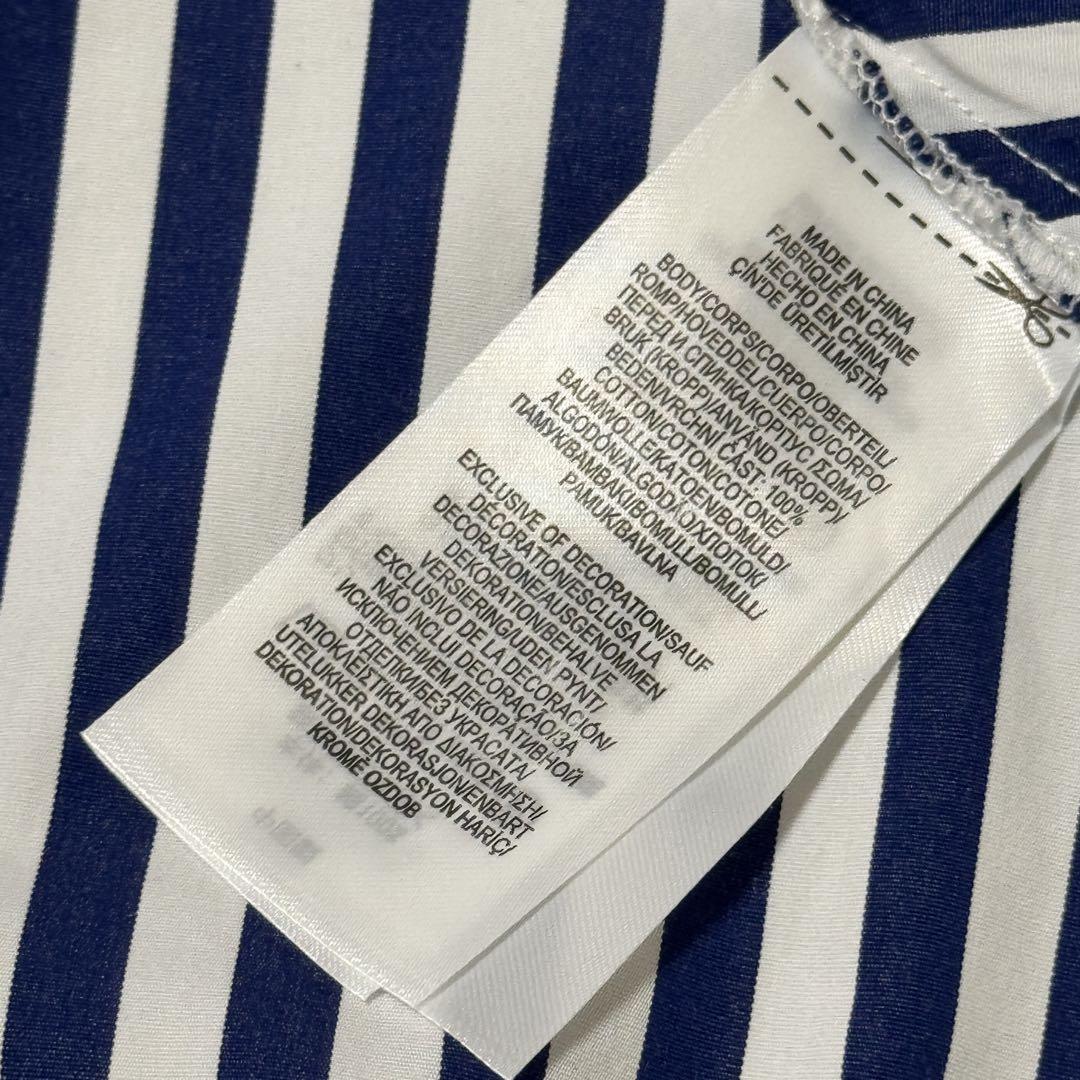 MADE IN CHINA
FABRIQUÉ EN CHINE
HECHO EN CHINA
ÇİN'DE ÜRETİLMİŞTİR
BODY/CORPS/CORPO/OBERTEIL/
ROMP/HOVEDDEL/CUERPO/CORPO/
ПЕРЕД И СПИНКА/КОРПУС /ΣΩΜΑ/
BRUK (KROPP)/ANVÄND (KROPP)/
BEDEN/VRCHNÍ ČÁST: 100%
COTTON/COTON/COTONE/
BAUMWOLLE/KATOEN/BOMULD/
ALGODÓN/ALGODÃO/ХЛОПОК/
ПАМУК/ΒΑΜΒΑΚΙ/BOMULL/BOMULL/
PAMUK/BAVLNA
EXCLUSIVE OF DECORATION/SAUF
DÉCORATION/ESCLUSA LA
DECORAZIONE/AUSGENOMMEN
DEKORATION/BEHALVE
VERSIERING/UDEN PYNT/
EXCLUSIVO DE LA DECORACIÓN/
NÃO INCLUI DECORAÇÃO/ЗА
ИСКЛЮЧЕНИЕМ ДЕКОРАТИВНОЙ
ОТДЕЛКИ/БЕЗ УКРАСАТА/
ΑΠΟΚΛΕΙΣΤΙΚΗ ΑΠΟ ΔΙΑΚΟΣΜΗΣΗ/
UTELUKKER DEKORASJON/ENBART
DEKORATION/DEKORASYON HARİÇ/
KROMĚ OZDOB